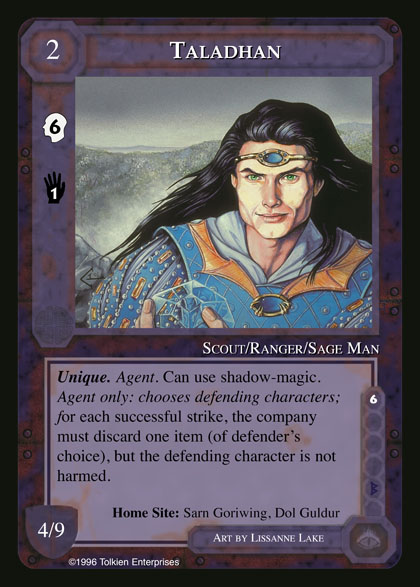 2
Taladhan
6
1
Scout/Ranger/Sage Man
Unique. Agent. Can use shadow-magic.
Agent only: chooses defending characters;
for each successful strike, the company
must discard one item (of defender's
choice), but the defending character is not
harmed.
6
Home Site: Sarn Goriwing, Dol Guldur
4/9
Art by Lissanne Lake
©1996 Tolkien Enterprises